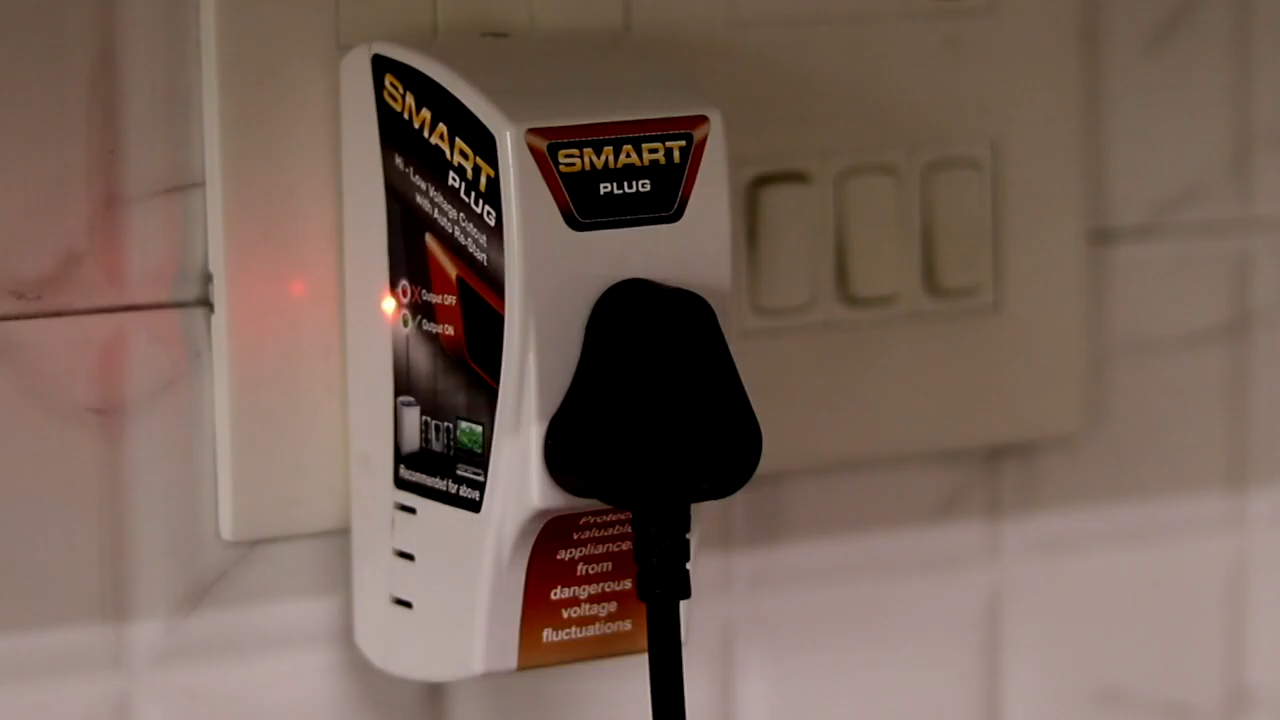 SMART
PLUG
Hi - Low Voltage Cutout
with Auto Re-Start
Output OFF
Output ON
Recommended for above
SMART
PLUG
Protect
valuable
appliances
from
dangerous
voltage
fluctuations